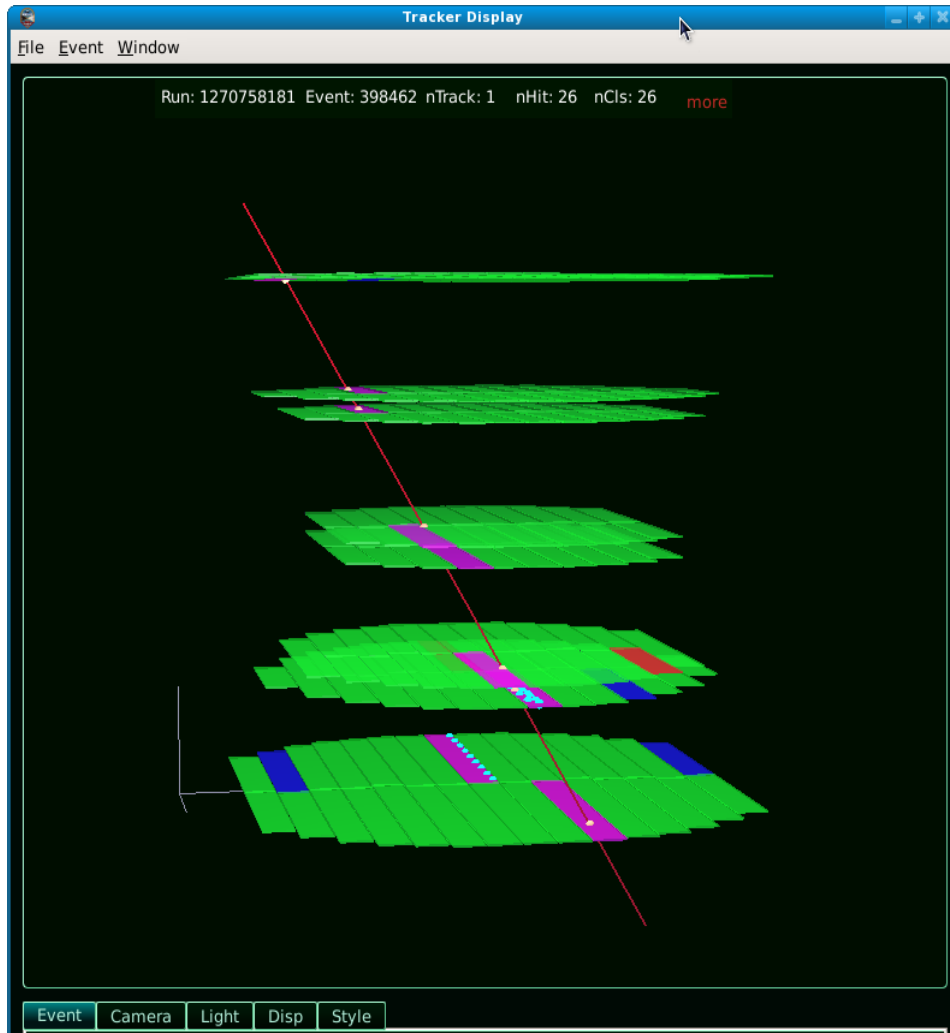 Tracker Display
File Event Window
Run: 1270758181 Event: 398462 nTrack: 1 nHit: 26 nCls: 26 more
Event Camera Light Disp Style